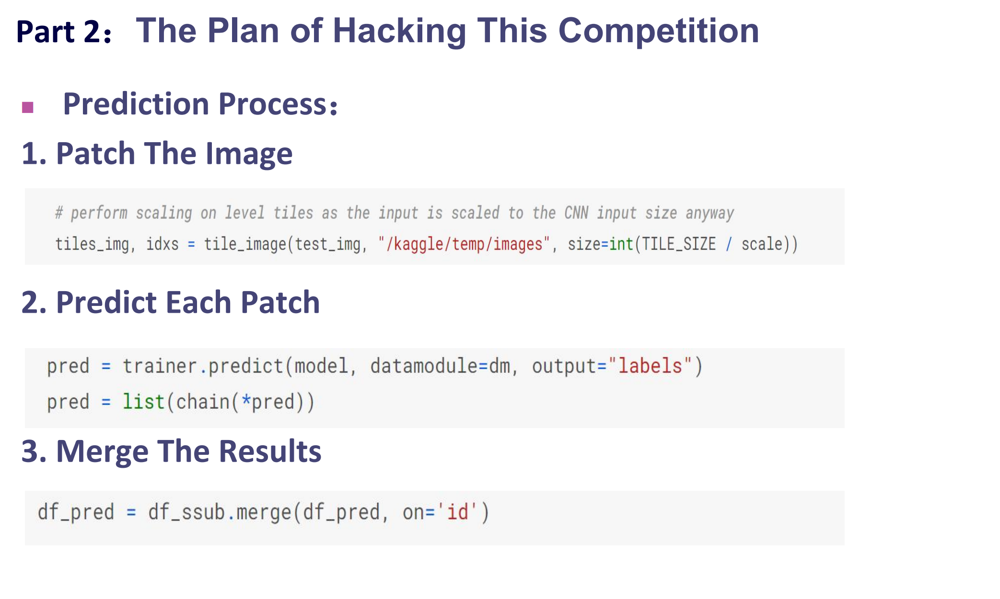 Part 2： The Plan of Hacking This Competition
■ Prediction Process：
1. Patch The Image
# perform scaling on level tiles as the input is scaled to the CNN input size anyway
tiles_img, idxs = tile_image(test_img, "/kaggle/temp/images", size=int(TILE_SIZE / scale))
2. Predict Each Patch
pred = trainer.predict(model, datamodule=dm, output="labels")
pred = list(chain(*pred))
3. Merge The Results
df_pred = df_ssub.merge(df_pred, on='id')